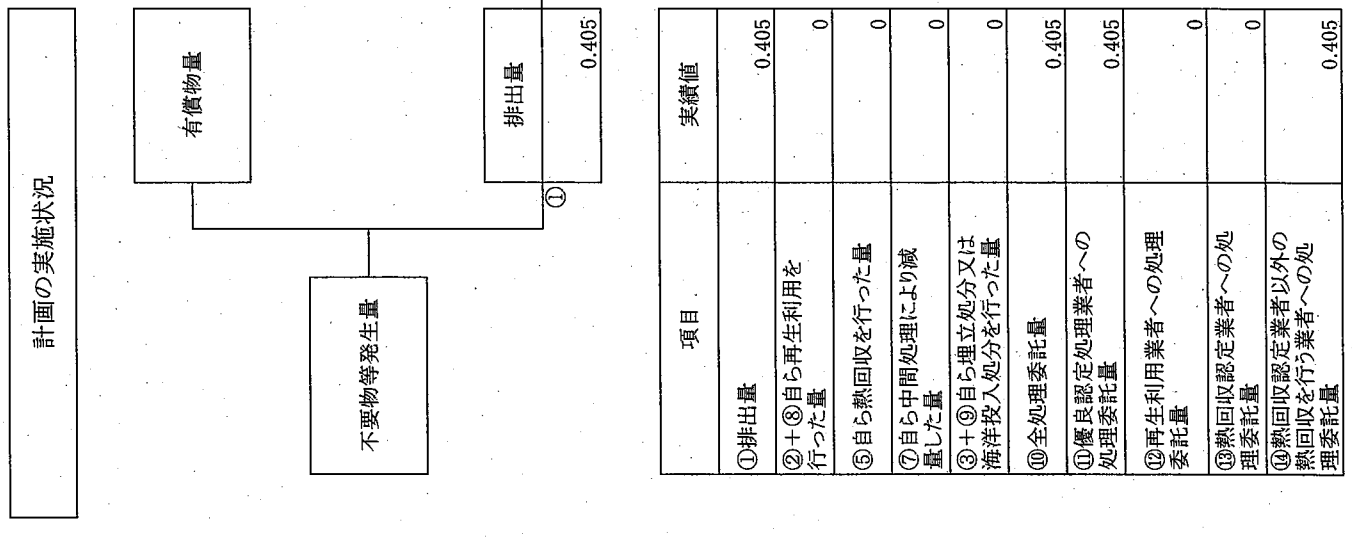 計画の実施状況
有償物量
不要物等発生量
排出量
①
0.405
項目
実績値
①排出量
0.405
②+⑧自ら再生利用を
行った量
0
⑤自ら熱回収を行った量
0
⑦自ら中間処理により減
量した量
0
③+⑨自ら埋立処分又は
海洋投入処分を行った量
0
⑩全処理委託量
0.405
⑪優良認定処理業者への
処理委託量
0.405
⑫再生利用業者への処理
委託量
0
⑬熱回収認定業者への処
理委託量
0
⑭熱回収認定業者以外の
熱回収を行う業者への処
理委託量
0.405